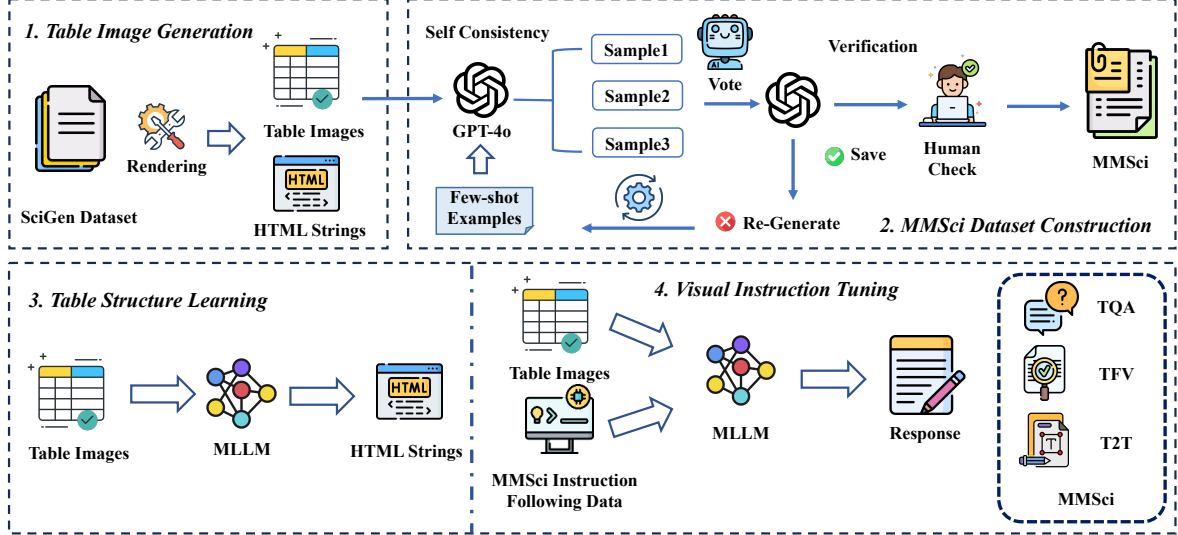 1. Table Image Generation
SciGen Dataset
Rendering
Table Images
HTML
HTML Strings
Self Consistency
GPT-4o
Few-shot
Examples
Sample1
Sample2
Sample3
AI
Vote
Verification
Save
Re-Generate
Human
Check
MMSci
2. MMSci Dataset Construction
3. Table Structure Learning
Table Images
MLLM
HTML
HTML Strings
4. Visual Instruction Tuning
Table Images
MMSci Instruction
Following Data
MLLM
Response
?
TQA
TFV
T
T2T
MMSci